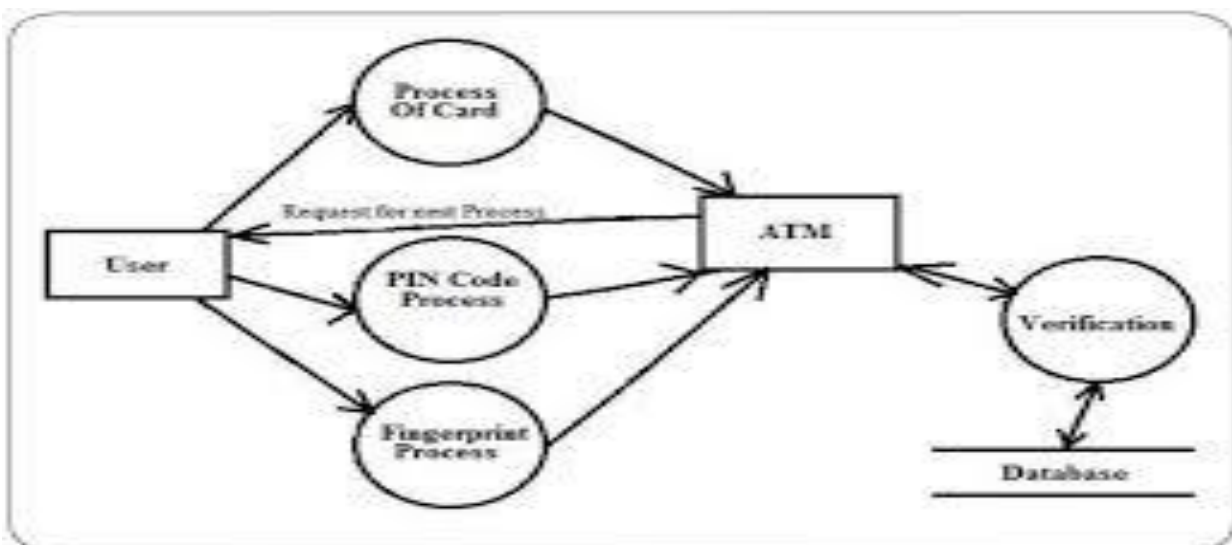 Process
Of Card
Request for next Process
ATM
User
PIN Code
Process
Verification
Fingerprint
Process
Database